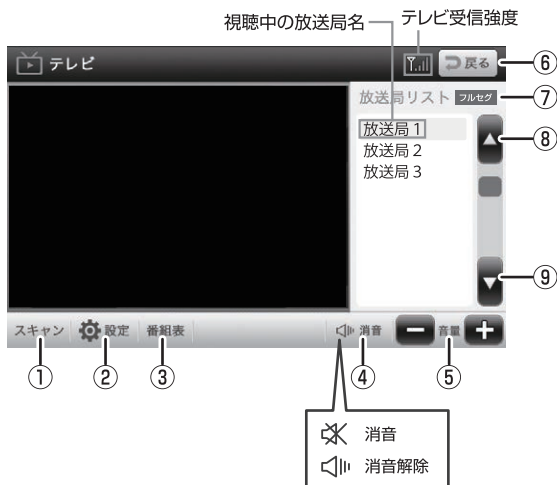 視聴中の放送局名 テレビ受信強度
テレビ 戻る ⑥
放送局リスト フルセグ ⑦
放送局 1 ⑧
放送局 2
放送局 3
⑨
スキャン 設定 番組表 消音 音量
① ② ③ ④ ⑤
消音
消音解除